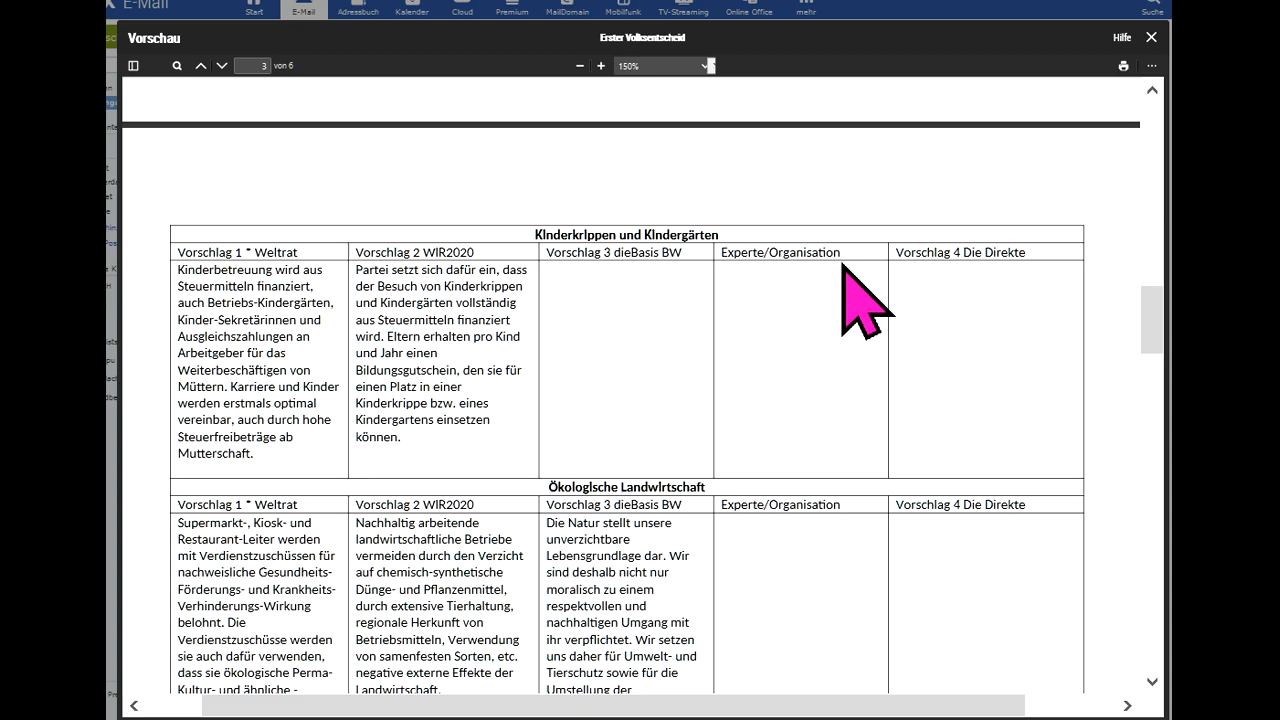 E-Mail
Start
E-Mail
Adressbuch
Kalender
Cloud
Premium
MailDomain
Mobilfunk
TV-Streaming
Online Office
mehr
Suche
Vorschau
Erster Volksentscheid
Hilfe
3 von 6
150%
Kinderkrippen und Kindergärten
Vorschlag 1 * Weltrat
Vorschlag 2 WIR2020
Vorschlag 3 dieBasis BW
Experte/Organisation
Vorschlag 4 Die Direkte
Kinderbetreuung wird aus
Steuermitteln finanziert,
auch Betriebs-Kindergärten,
Kinder-Sekretärinnen und
Ausgleichszahlungen an
Arbeitgeber für das
Weiterbeschäftigen von
Müttern. Karriere und Kinder
werden erstmals optimal
vereinbar, auch durch hohe
Steuerfreibeträge ab
Mutterschaft.
Partei setzt sich dafür ein, dass
der Besuch von Kinderkrippen
und Kindergärten vollständig
aus Steuermitteln finanziert
wird. Eltern erhalten pro Kind
und Jahr einen
Bildungsgutschein, den sie für
einen Platz in einer
Kinderkrippe bzw. eines
Kindergartens einsetzen
können.
Ökologische Landwirtschaft
Vorschlag 1 * Weltrat
Vorschlag 2 WIR2020
Vorschlag 3 dieBasis BW
Experte/Organisation
Vorschlag 4 Die Direkte
Supermarkt-, Kiosk- und
Restaurant-Leiter werden
mit Verdienstzuschüssen für
nachweisliche Gesundheits-
Förderungs- und Krankheits-
Verhinderungs-Wirkung
belohnt. Die
Verdienstzuschüsse werden
sie auch dafür verwenden,
dass sie ökologische Perma-
Kultur- und ähnliche -
Nachhaltig arbeitende
landwirtschaftliche Betriebe
vermeiden durch den Verzicht
auf chemisch-synthetische
Dünge- und Pflanzenmittel,
durch extensive Tierhaltung,
regionale Herkunft von
Betriebsmitteln, Verwendung
von samenfesten Sorten, etc.
negative externe Effekte der
Landwirtschaft.
Die Natur stellt unsere
unverzichtbare
Lebensgrundlage dar. Wir
sind deshalb nicht nur
moralisch zu einem
respektvollen und
nachhaltigen Umgang mit
ihr verpflichtet. Wir setzen
uns daher für Umwelt- und
Tierschutz sowie für die
Umstellung der